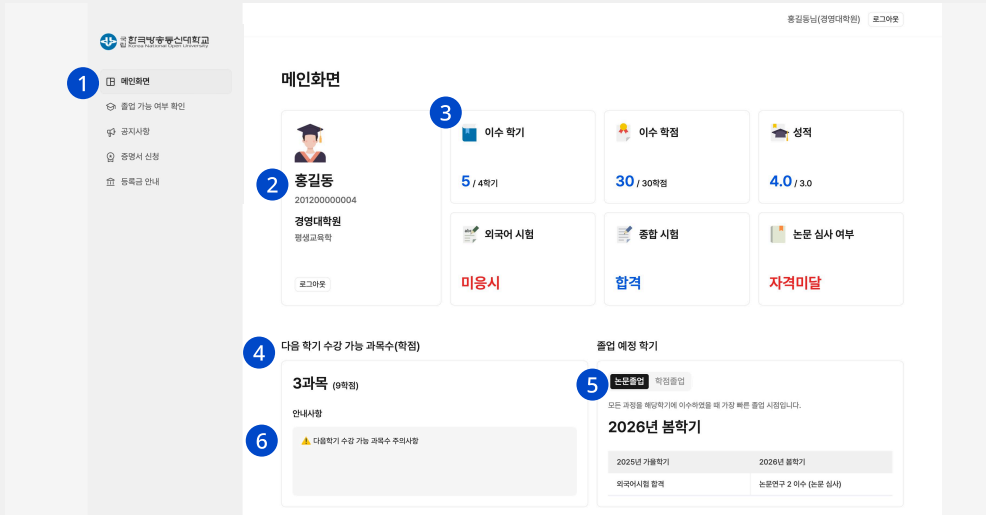 홍길동님(경영대학원) 로그아웃
국립 한국방송통신대학교
Korea National Open University
1 메인화면
졸업 가능 여부 확인
공지사항
증명서 신청
등록금 안내
메인화면
2 홍길동
201200000004
경영대학원
평생교육학
로그아웃
3 이수 학기
5 / 4학기
이수 학점
30 / 30학점
성적
4.0 / 3.0
외국어 시험
미응시
종합 시험
합격
논문 심사 여부
자격미달
4 다음 학기 수강 가능 과목수(학점)
3과목 (9학점)
안내사항
6 다음학기 수강 가능 과목수 주의사항
졸업 예정 학기
5 논문졸업 학점졸업
모든 과정을 해당학기에 이수하였을 때 가장 빠른 졸업 시점입니다.
2026년 봄학기
2025년 가을학기 2026년 봄학기
외국어시험 합격 논문연구 2 이수 (논문 심사)